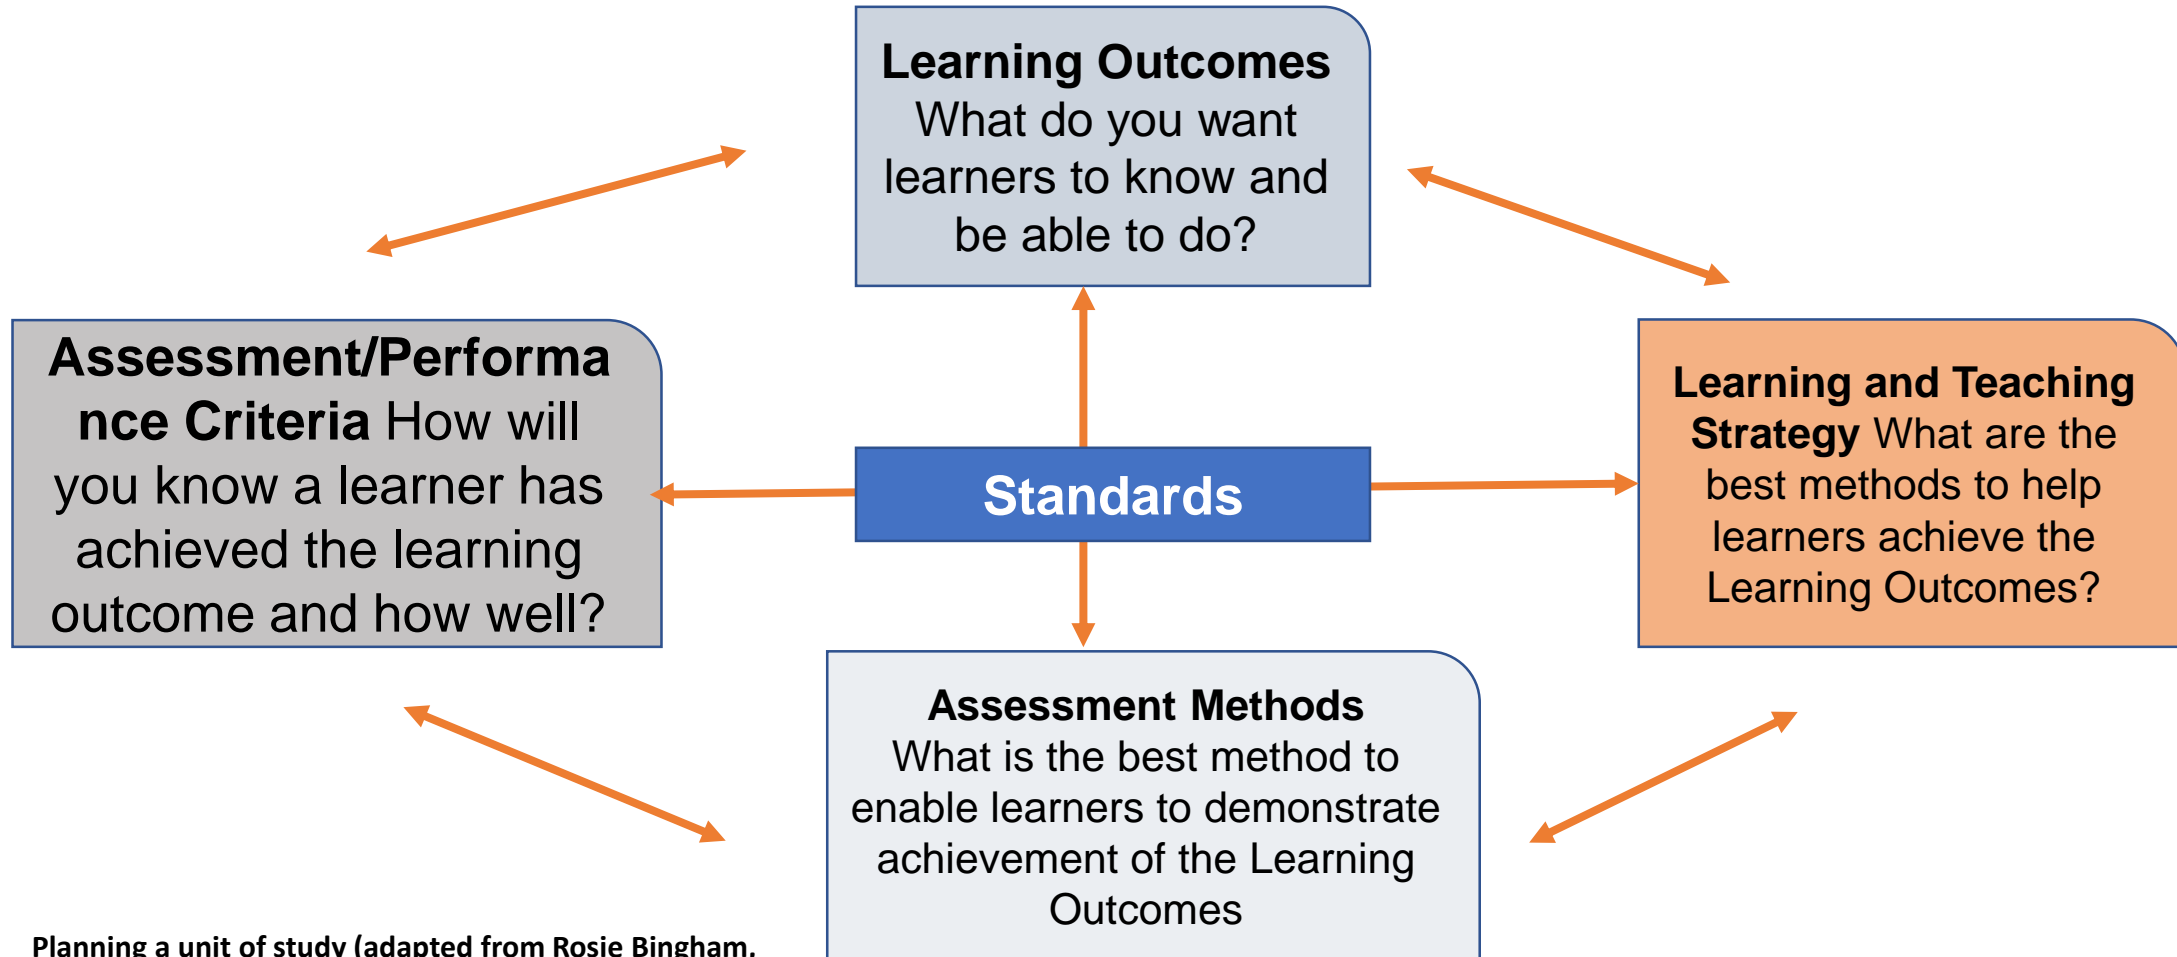 Learning Outcomes
What do you want
learners to know and
be able to do?
Assessment/Performa
nce Criteria How will
you know a learner has
achieved the learning
outcome and how well?
Standards
Learning and Teaching
Strategy What are the
best methods to help
learners achieve the
Learning Outcomes?
Assessment Methods
What is the best method to
enable learners to demonstrate
achievement of the Learning
Outcomes
Planning a unit of study (adapted from Rosie Bingham,